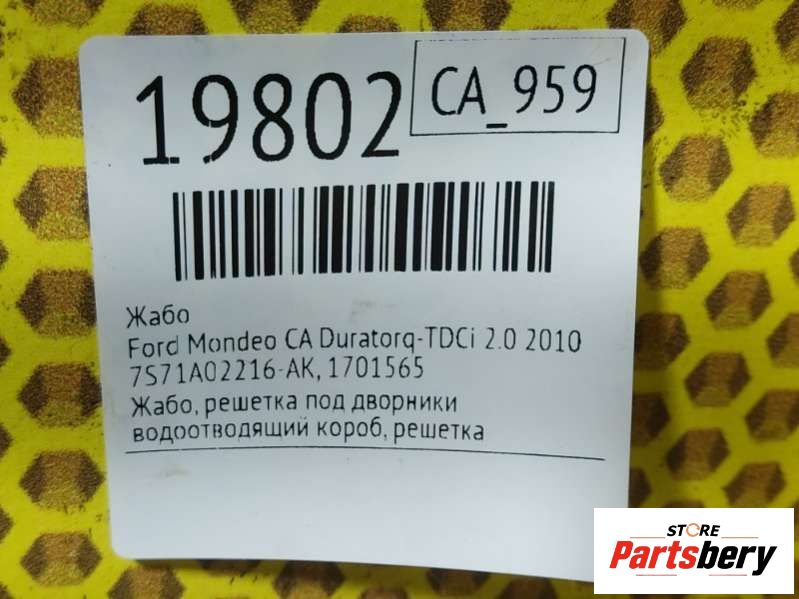 19802
CA_959
Жабо
Ford Mondeo CA Duratorq-TDCi 2.0 2010
7S71A02216-AK, 1701565
Жабо, решетка под дворники
водоотводящий короб, решетка
STORE
Partsbery